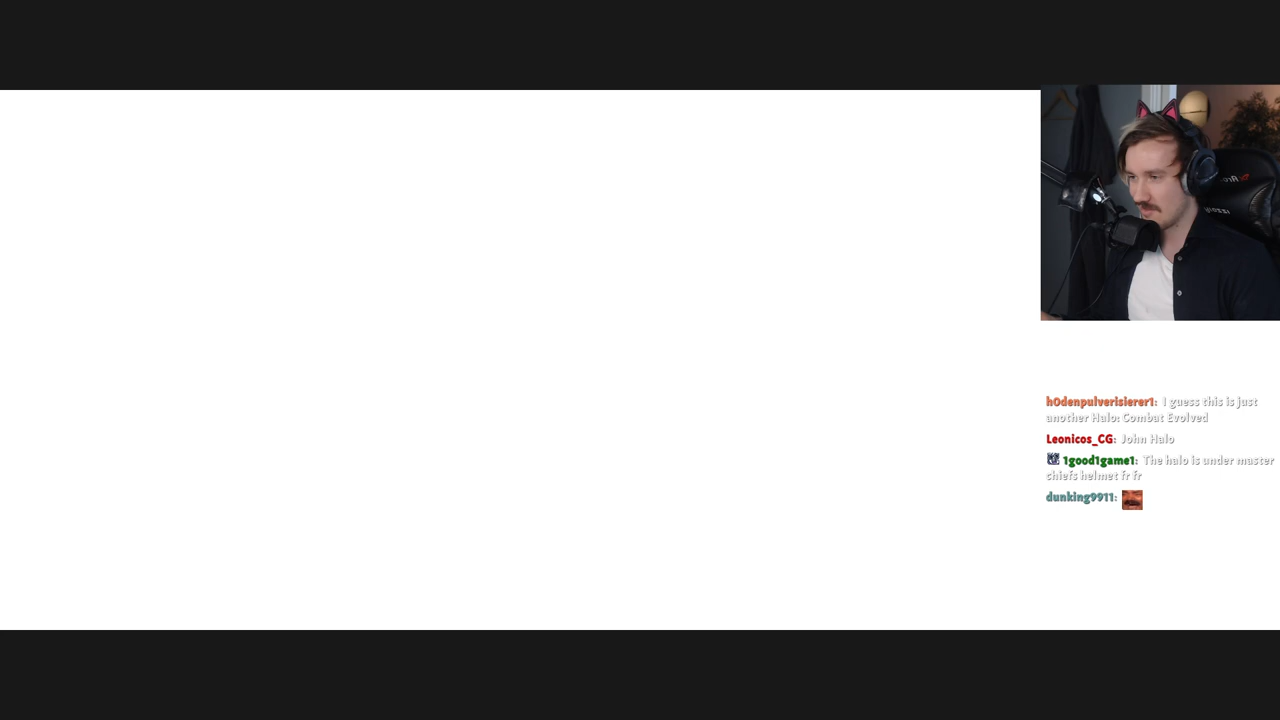 h0denpulverisierer1: I guess this is just
another Halo: Combat Evolved
Leonicos_CG: John Halo
1good1game1: The halo is under master
chiefs helmet fr fr
dunking9911: